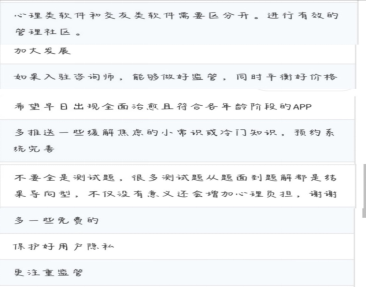 心理类软件和交友类软件需要区分开。进行有效的
管理社区。
加大发展
如果入驻咨询师，能够做好监管，同时平衡好价格
希望早日出现全面治愈且符合各年龄阶段的APP
多推送一些缓解焦虑的小常识或冷门知识。预约系
统完善
不要全是测试题，很多测试题从题面到题解都是结
果导向型。不仅没有意义还会增加心理负担。谢谢
多一些免费的
保护好用户隐私
更注重监管